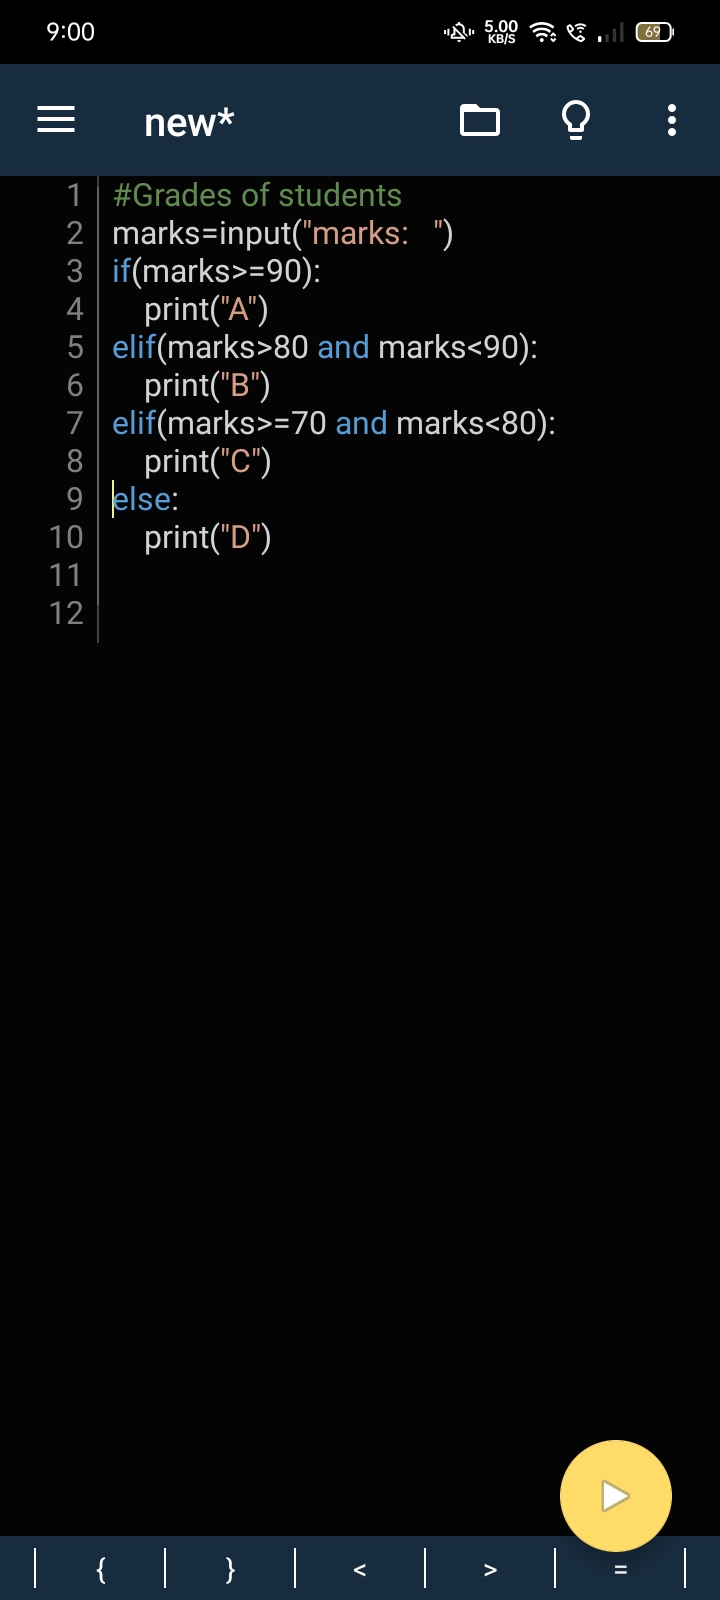 9:00 5.00 KB/S 69
new*
1 #Grades of students
2 marks=input("marks:   ")
3 if(marks>=90):
4     print("A")
5 elif(marks>80 and marks<90):
6     print("B")
7 elif(marks>=70 and marks<80):
8     print("C")
9 else:
10     print("D")
11
12
{ } < > =